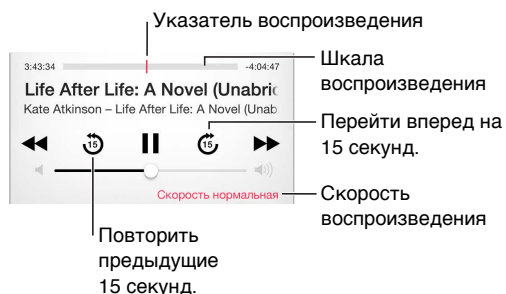 Указатель воспроизведения
3:43:34
-4:04:47
Шкала
воспроизведения
Life After Life: A Novel (Unabri
Kate Atkinson – Life After Life: A Novel (Unab
Перейти вперед на
15 секунд.
15
15
Скорость нормальная
Скорость
воспроизведения
Повторить
предыдущие
15 секунд.